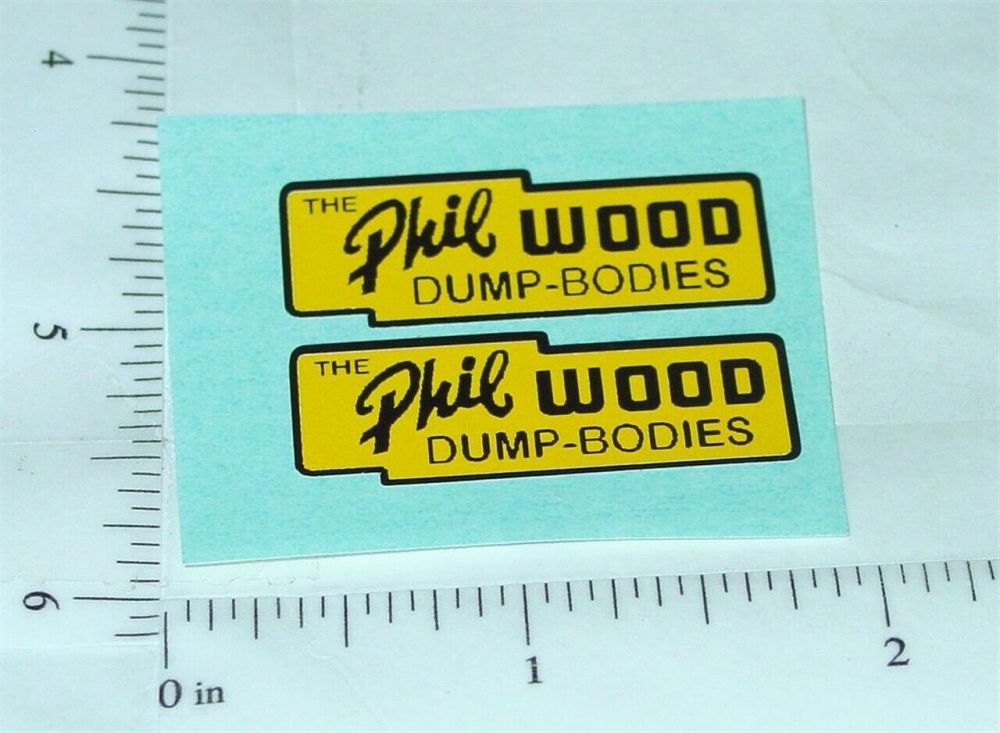 4
THE Phil WOOD
DUMP-BODIES
5
THE Phil WOOD
DUMP-BODIES
6
0 in 1 2